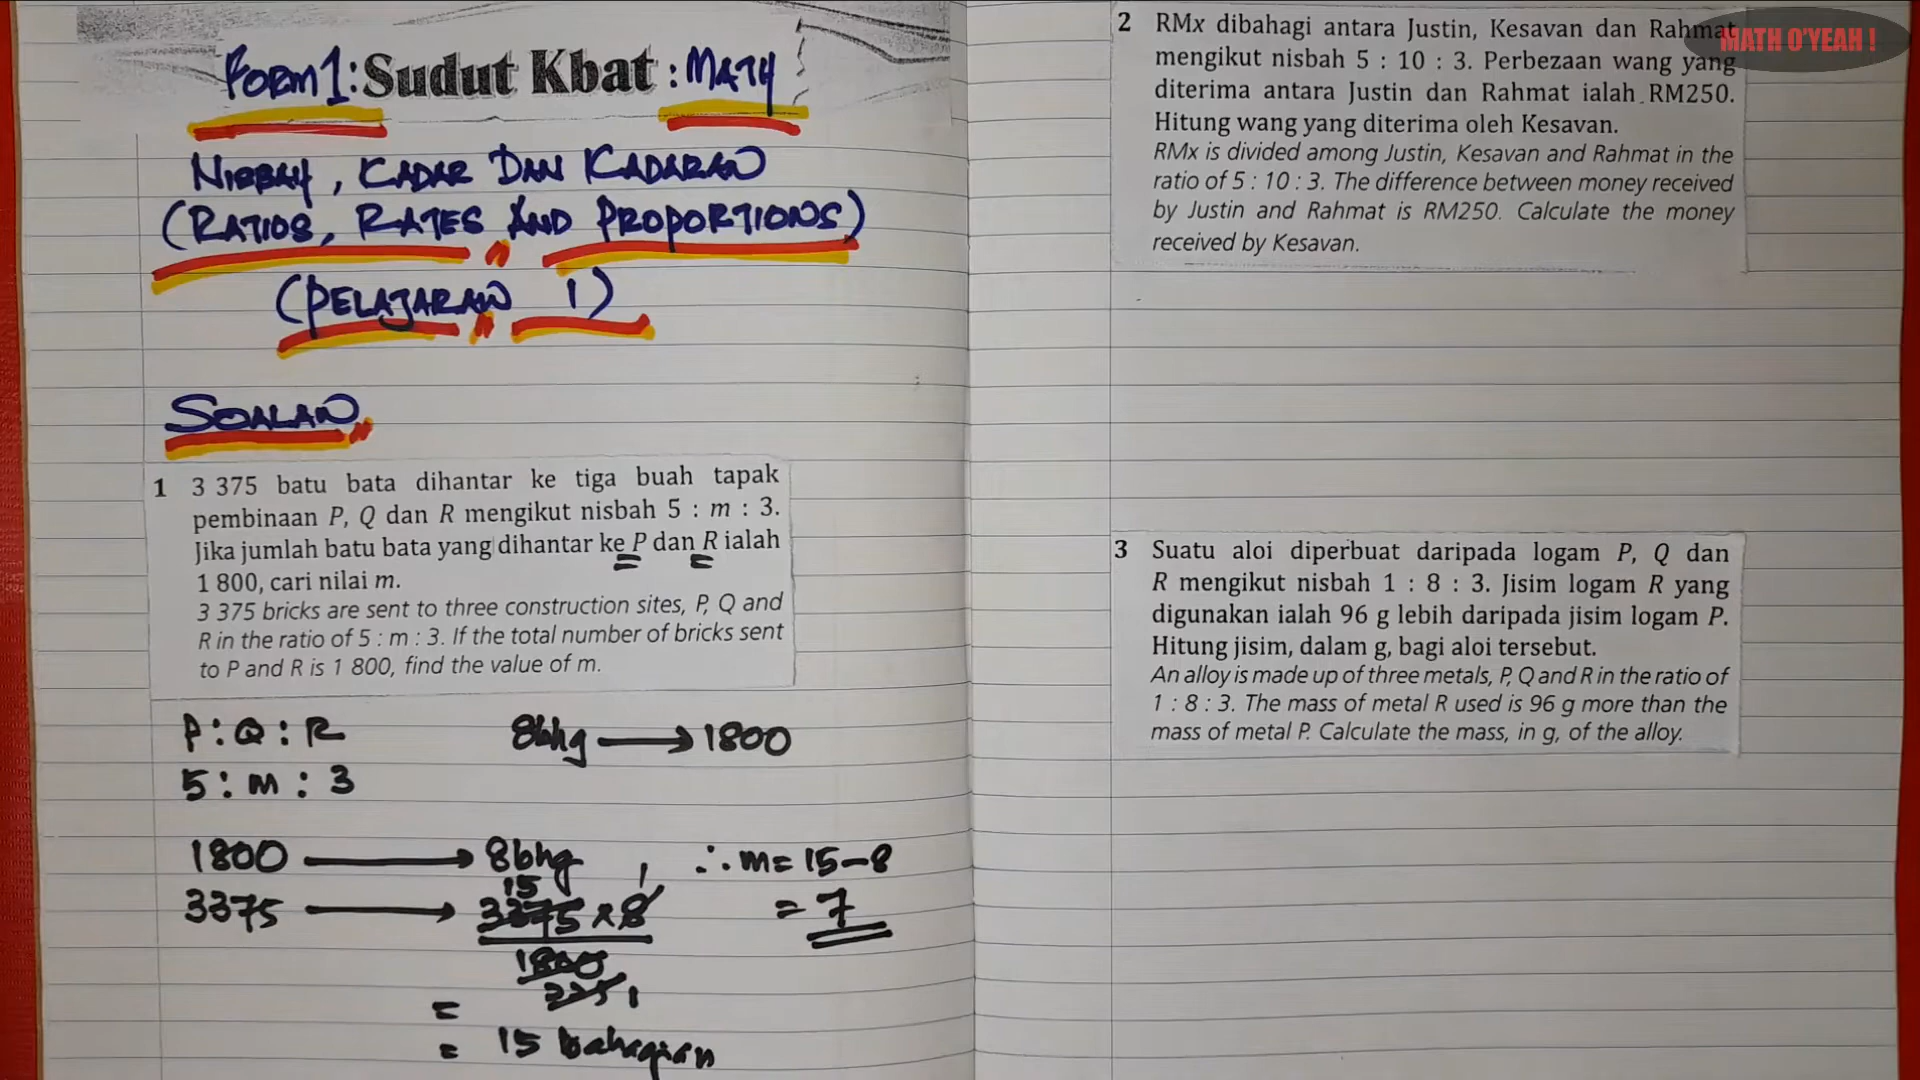 FORM 1: Sudut Kbat : MATH
NISBAH, KADAR DAN KADARAN
(RATIOS, RATES AND PROPORTIONS)
(PELAJARAN 1)
SOALAN
1 3 375 batu bata dihantar ke tiga buah tapak
pembinaan P, Q dan R mengikut nisbah 5 : m : 3.
Jika jumlah batu bata yang dihantar ke P dan R ialah
1 800, cari nilai m.
3 375 bricks are sent to three construction sites, P, Q and
R in the ratio of 5 : m : 3. If the total number of bricks sent
to P and R is 1 800, find the value of m.
P : Q : R
8bhg → 1800
5 : m : 3
1800 → 8bhg
∴ m = 15 - 8
15 1
3375 → 3375 × 8
= 7
1800
225 1
=
= 15 bahagian
2 RMx dibahagi antara Justin, Kesavan dan Rahmat
mengikut nisbah 5 : 10 : 3. Perbezaan wang yang
diterima antara Justin dan Rahmat ialah RM250.
Hitung wang yang diterima oleh Kesavan.
RMx is divided among Justin, Kesavan and Rahmat in the
ratio of 5 : 10 : 3. The difference between money received
by Justin and Rahmat is RM250. Calculate the money
received by Kesavan.
3 Suatu aloi diperbuat daripada logam P, Q dan
R mengikut nisbah 1 : 8 : 3. Jisim logam R yang
digunakan ialah 96 g lebih daripada jisim logam P.
Hitung jisim, dalam g, bagi aloi tersebut.
An alloy is made up of three metals, P, Q and R in the ratio of
1 : 8 : 3. The mass of metal R used is 96 g more than the
mass of metal P. Calculate the mass, in g, of the alloy.
MATH O'YEAH !